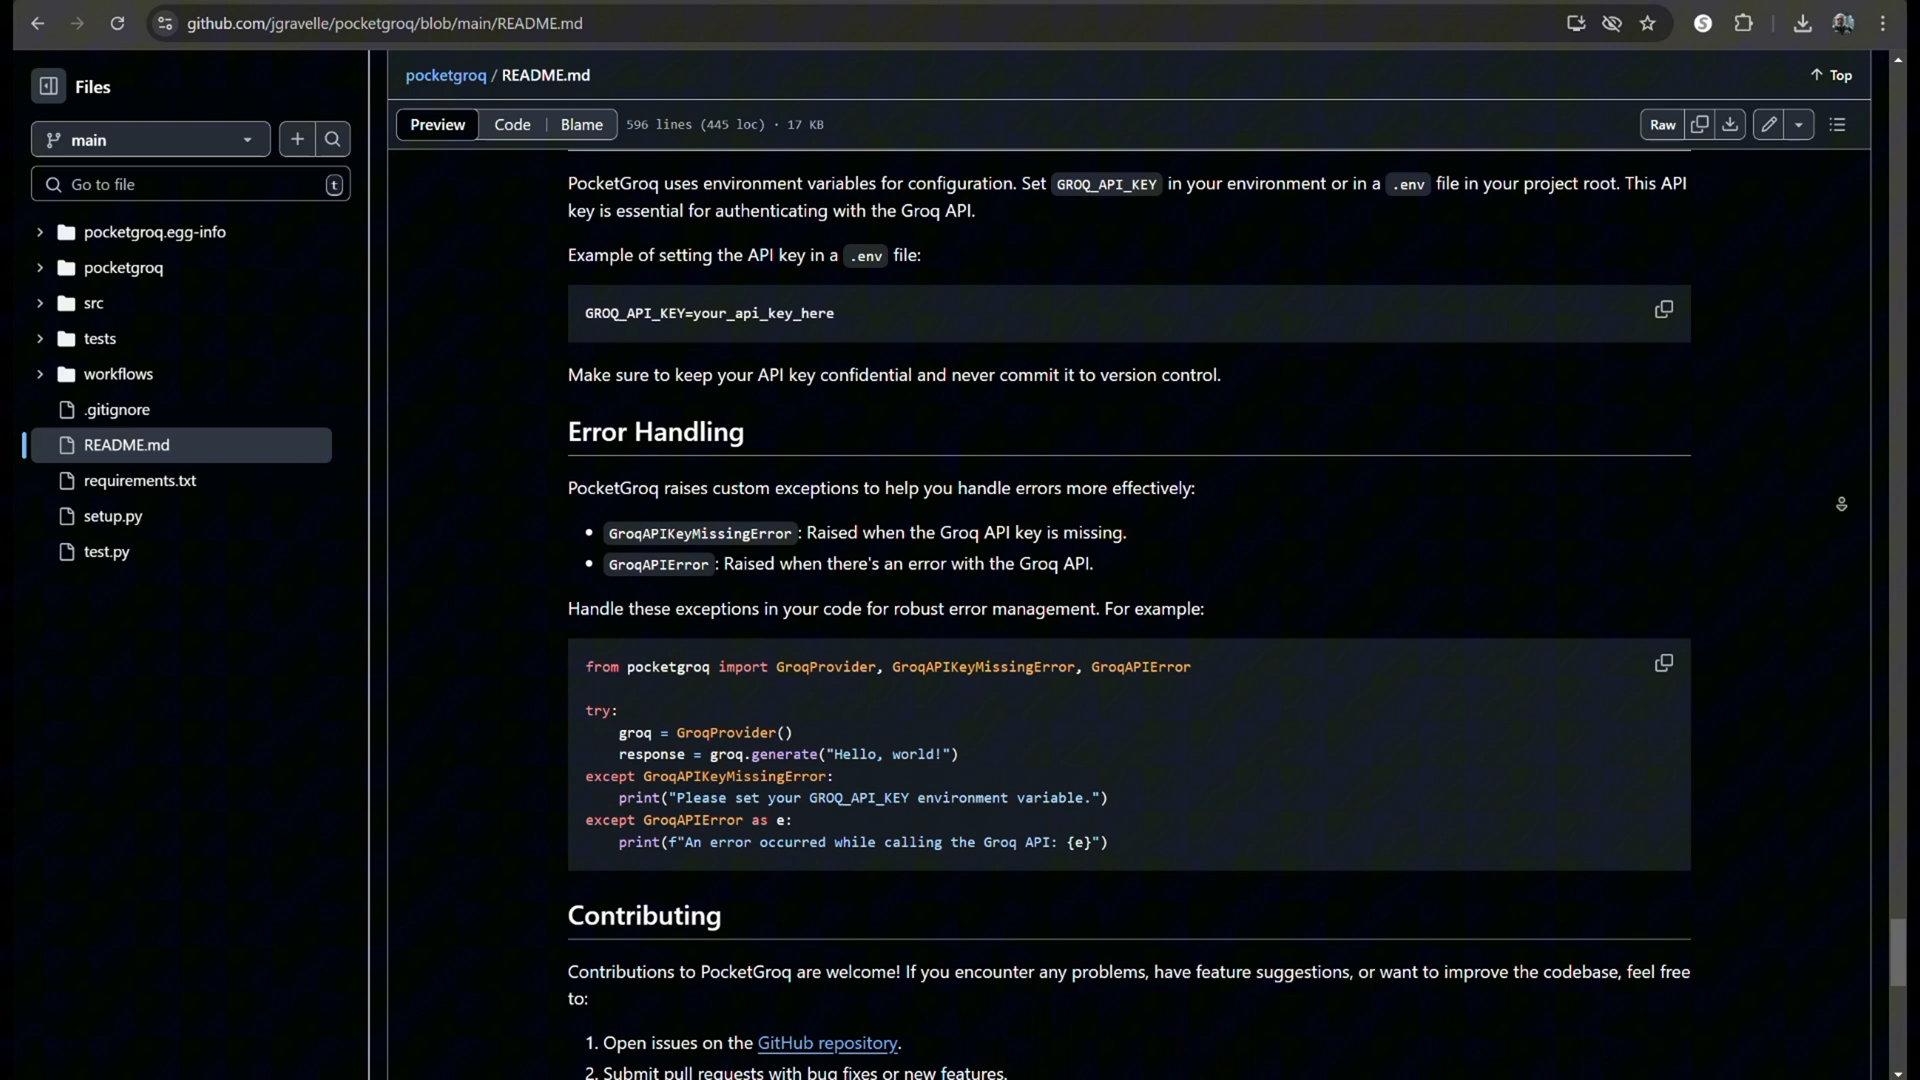 github.com/jgravelle/pocketgroq/blob/main/README.md
S
Files
main
Go to file
t
pocketgroq.egg-info
pocketgroq
src
tests
workflows
.gitignore
README.md
requirements.txt
setup.py
test.py
pocketgroq / README.md
Top
Preview Code Blame 596 lines (445 loc) · 17 KB
Raw
PocketGroq uses environment variables for configuration. Set GROQ_API_KEY in your environment or in a .env file in your project root. This API
key is essential for authenticating with the Groq API.
Example of setting the API key in a .env file:
GROQ_API_KEY=your_api_key_here
Make sure to keep your API key confidential and never commit it to version control.
Error Handling
PocketGroq raises custom exceptions to help you handle errors more effectively:
• GroqAPIKeyMissingError : Raised when the Groq API key is missing.
• GroqAPIError : Raised when there's an error with the Groq API.
Handle these exceptions in your code for robust error management. For example:
from pocketgroq import GroqProvider, GroqAPIKeyMissingError, GroqAPIError
try:
    groq = GroqProvider()
    response = groq.generate("Hello, world!")
except GroqAPIKeyMissingError:
    print("Please set your GROQ_API_KEY environment variable.")
except GroqAPIError as e:
    print(f"An error occurred while calling the Groq API: {e}")
Contributing
Contributions to PocketGroq are welcome! If you encounter any problems, have feature suggestions, or want to improve the codebase, feel free
to:
1. Open issues on the GitHub repository.
2. Submit pull requests with bug fixes or new features.